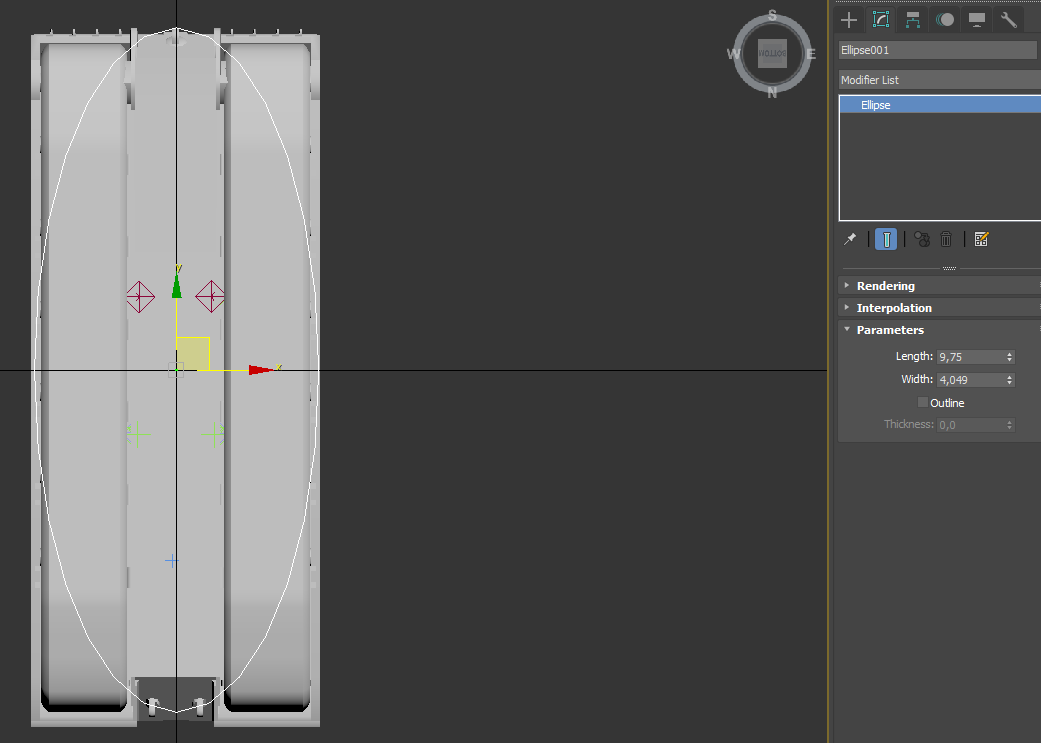 S
W
BOTTOM
E
N
Ellipse001
Modifier List
Ellipse
y
x
Rendering
Interpolation
Parameters
Length: 9,75
Width: 4,049
Outline
Thickness: 0,0